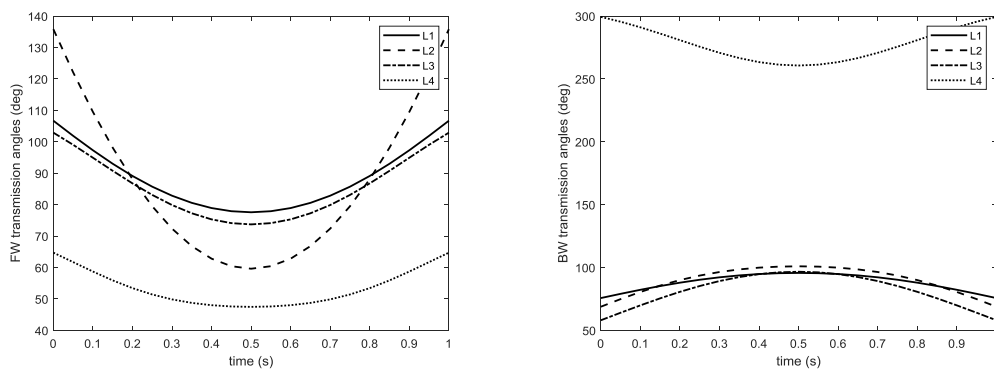 140
130
120
110
100
90
80
70
60
50
40
FW transmission angles (deg)
L1
L2
L3
L4
0 0.1 0.2 0.3 0.4 0.5 0.6 0.7 0.8 0.9 1
time (s)
300
250
200
150
100
50
BW transmission angles (deg)
L1
L2
L3
L4
0 0.1 0.2 0.3 0.4 0.5 0.6 0.7 0.8 0.9
time (s)